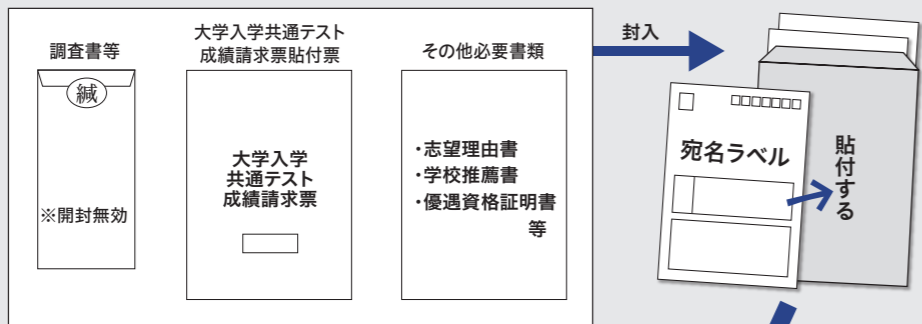 調査書等
緘
※開封無効
大学入学共通テスト
成績請求票貼付票
大学入学
共通テスト
成績請求票
その他必要書類
・志望理由書
・学校推薦書
・優遇資格証明書
等
封入
宛名ラベル
貼付する